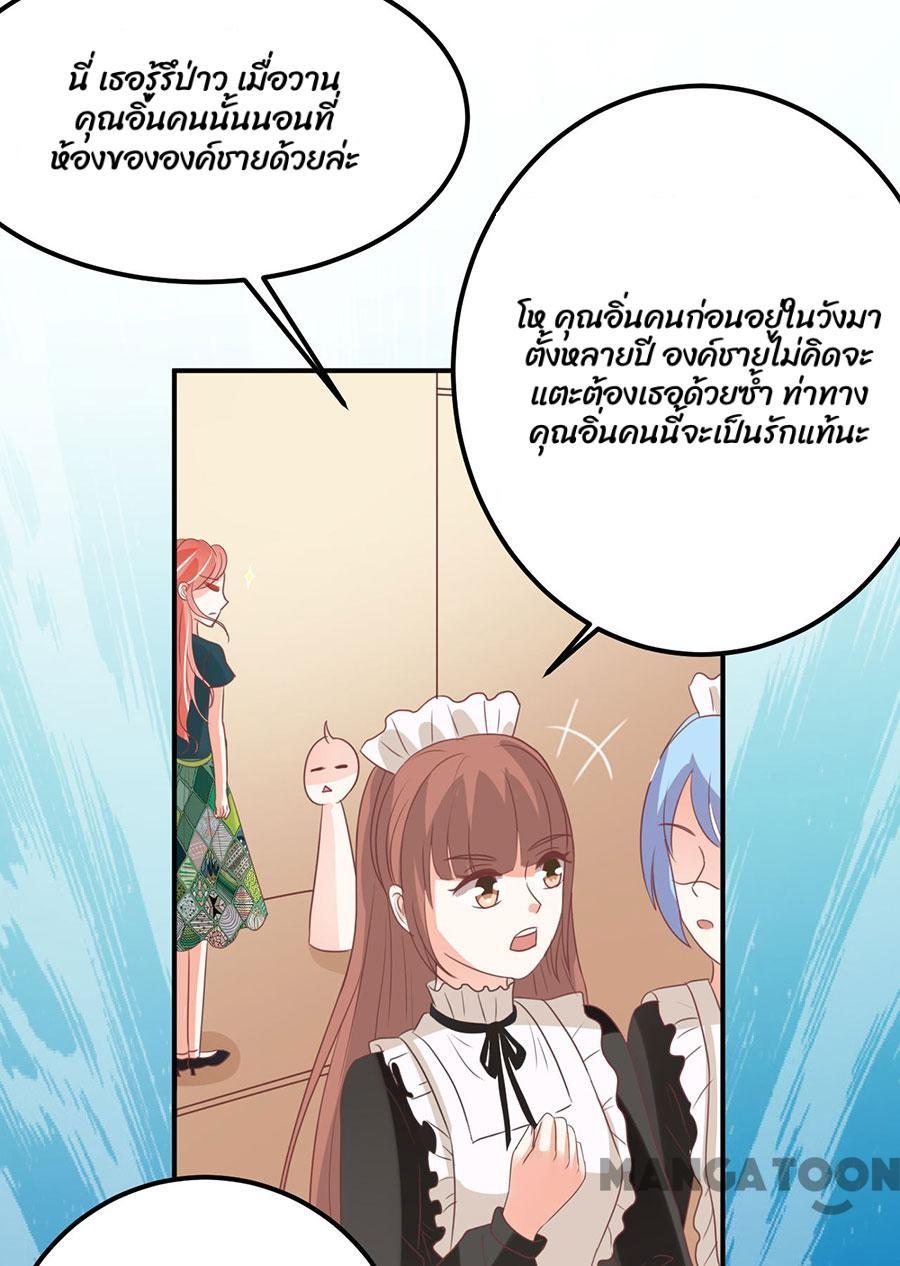 นี่ เธอรู้รึป่าว เมื่อวาน
คุณอิ่นคนนั้นนอนที่
ห้องขององค์ชายด้วยล่ะ
โห คุณอิ่นคนก่อนอยู่ในวังมา
ตั้งหลายปี องค์ชายไม่คิดจะ
แตะต้องเธอด้วยซ้ำ ท่าทาง
คุณอิ่นคนนี้จะเป็นรักแท้นะ
MANGATOON